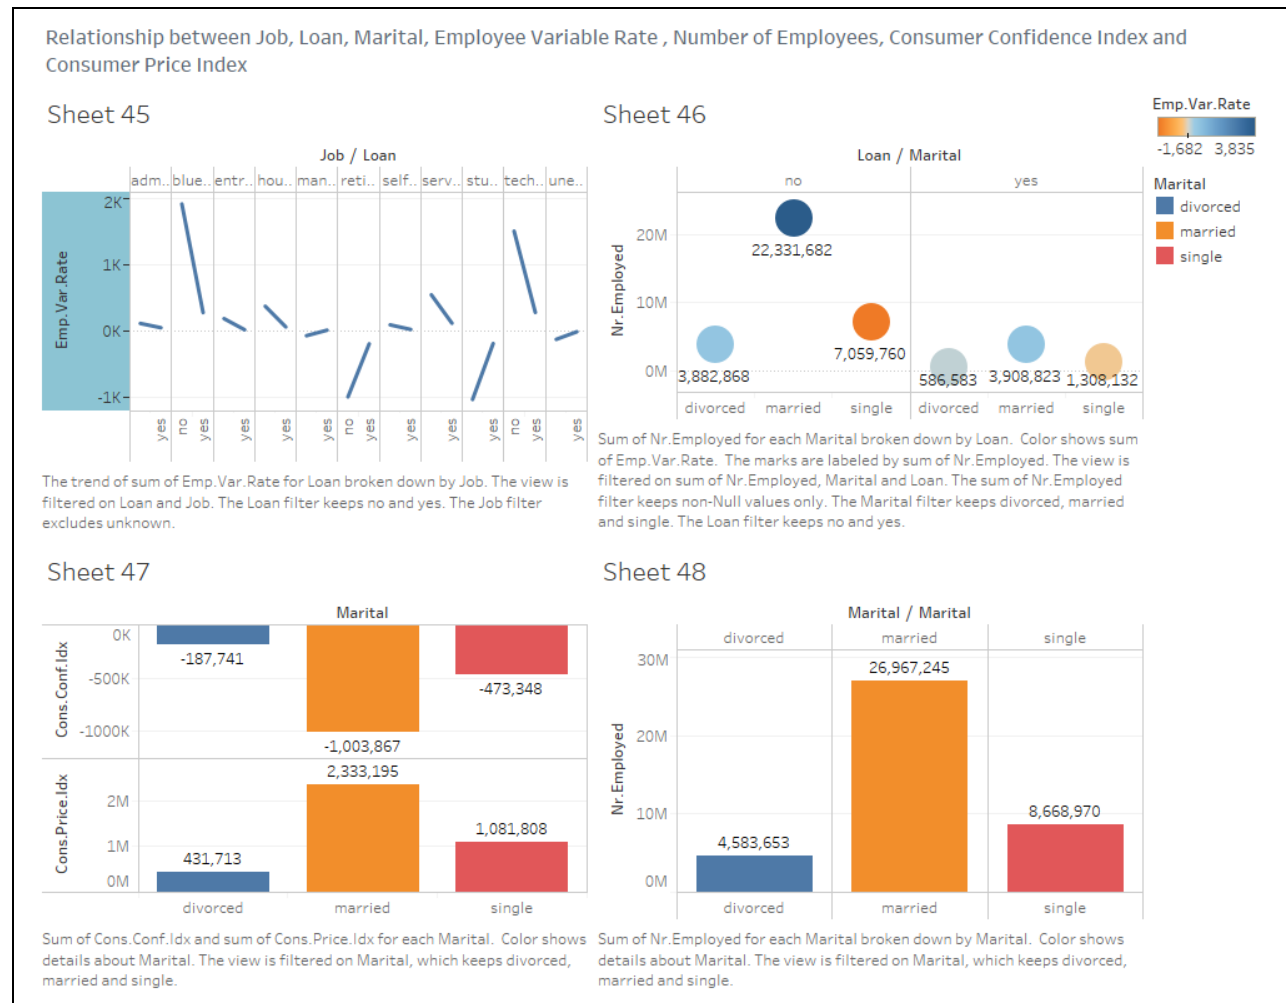 Relationship between Job, Loan, Marital, Employee Variable Rate , Number of Employees, Consumer Confidence Index and
Consumer Price Index
Sheet 45
Job / Loan
adm.. blue.. entr.. hou.. man.. reti.. self.. serv.. stu.. tech.. une..
Emp.Var.Rate
2K
1K
0K
-1K
yes no yes yes yes yes no yes yes yes no yes no yes yes
The trend of sum of Emp.Var.Rate for Loan broken down by Job. The view is
filtered on Loan and Job. The Loan filter keeps no and yes. The Job filter
excludes unknown.
Sheet 46
Loan / Marital
no yes
Nr.Employed
20M
10M
0M
22,331,682
7,059,760
3,882,868 586,583 3,908,823 1,308,132
divorced married single divorced married single
Sum of Nr.Employed for each Marital broken down by Loan. Color shows sum
of Emp.Var.Rate. The marks are labeled by sum of Nr.Employed. The view is
filtered on sum of Nr.Employed, Marital and Loan. The sum of Nr.Employed
filter keeps non-Null values only. The Marital filter keeps divorced, married
and single. The Loan filter keeps no and yes.
Emp.Var.Rate
-1,682 3,835
Marital
divorced
married
single
Sheet 47
Marital
Cons.Conf.Idx
0K
-500K
-1000K
-187,741
-473,348
-1,003,867
Cons.Price.Idx
2M
1M
0M
2,333,195
1,081,808
431,713
divorced married single
Sum of Cons.Conf.Idx and sum of Cons.Price.Idx for each Marital. Color shows
details about Marital. The view is filtered on Marital, which keeps divorced,
married and single.
Sheet 48
Marital / Marital
divorced married single
Nr.Employed
30M
20M
10M
0M
26,967,245
8,668,970
4,583,653
divorced married single
Sum of Nr.Employed for each Marital broken down by Marital. Color shows
details about Marital. The view is filtered on Marital, which keeps divorced,
married and single.